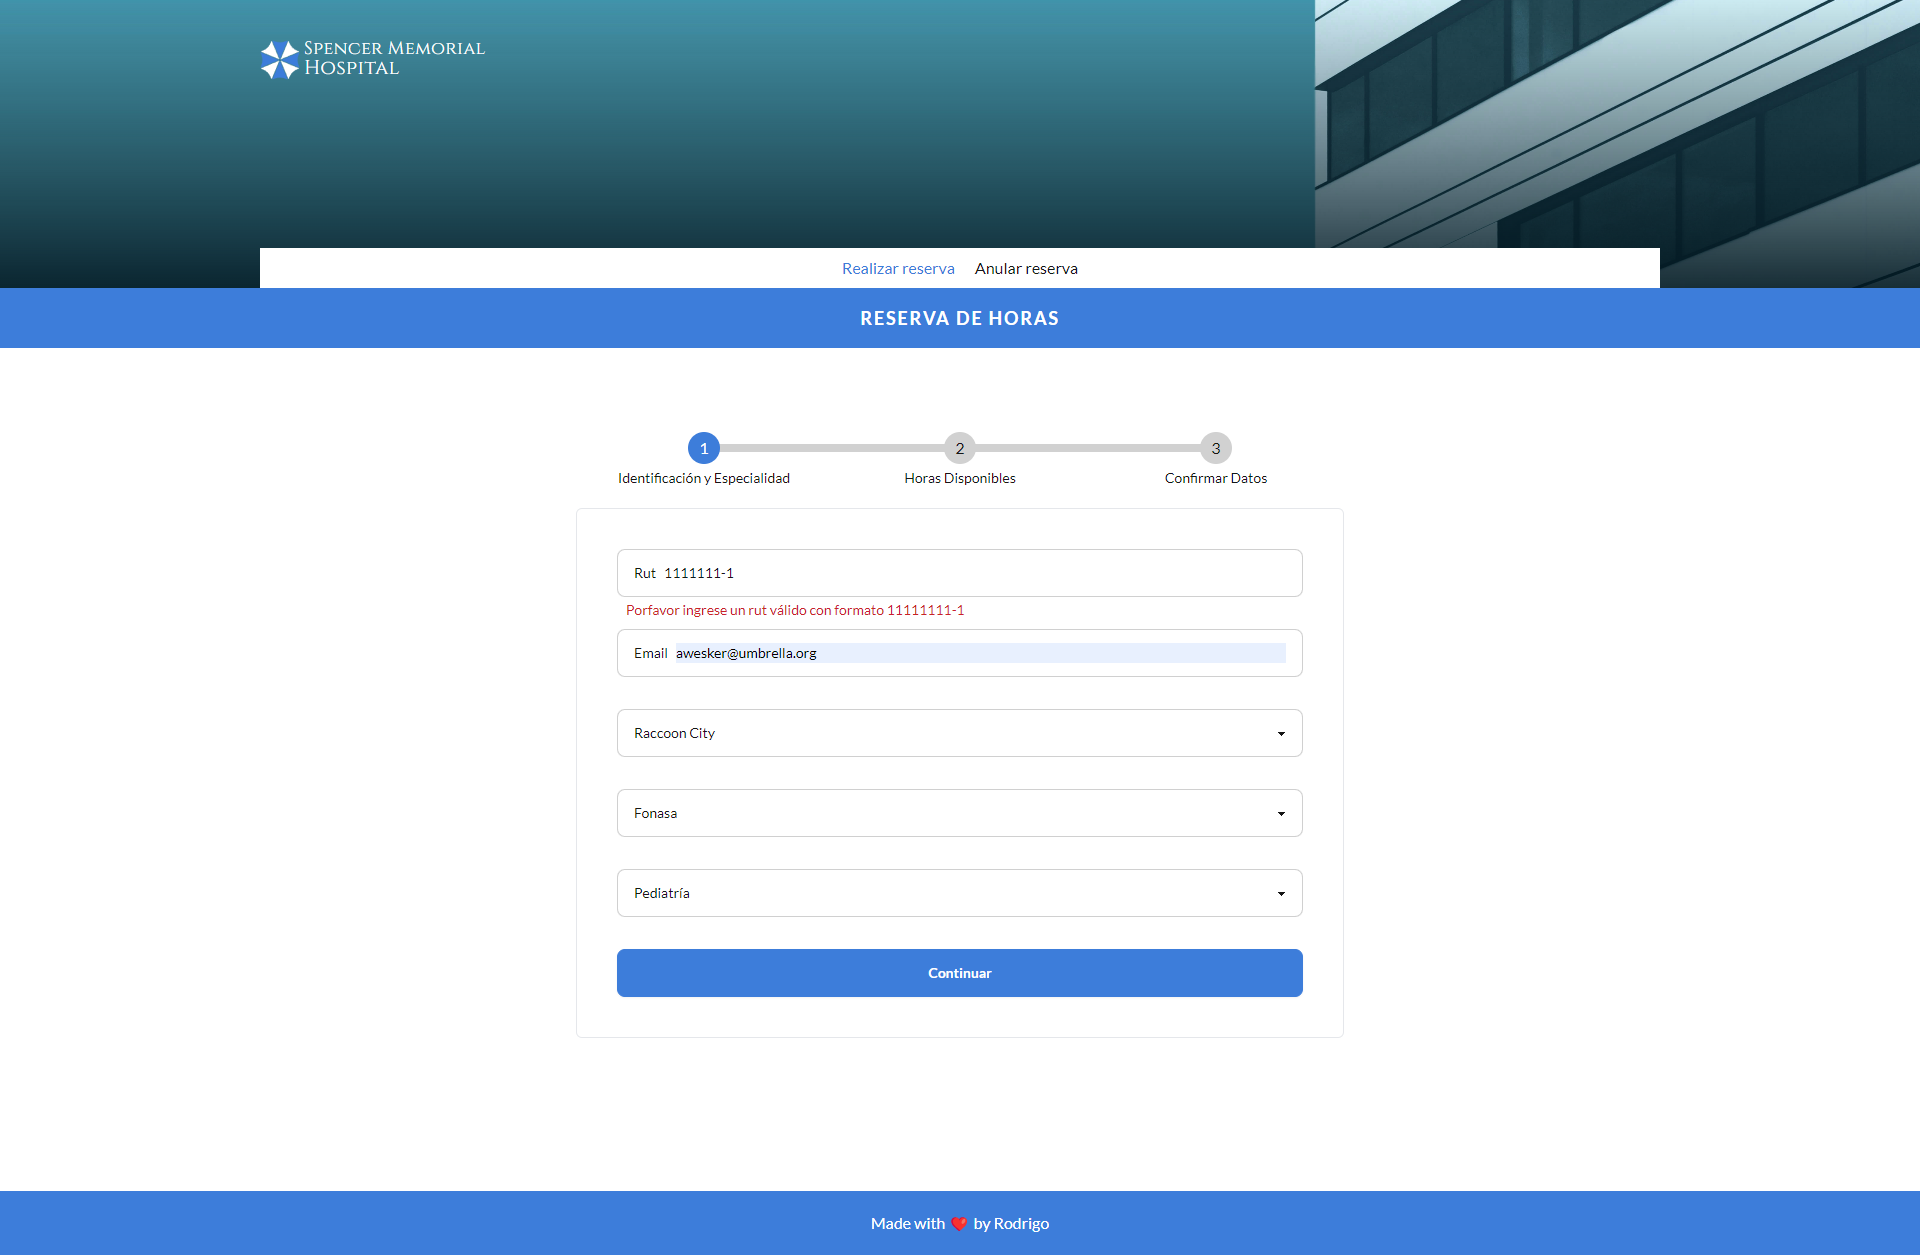 Spencer Memorial
Hospital
Realizar reserva Anular reserva
RESERVA DE HORAS
1 2 3
Identificación y Especialidad Horas Disponibles Confirmar Datos
Rut 1111111-1
Porfavor ingrese un rut válido con formato 11111111-1
Email awesker@umbrella.org
Raccoon City
Fonasa
Pediatría
Continuar
Made with ❤️ by Rodrigo